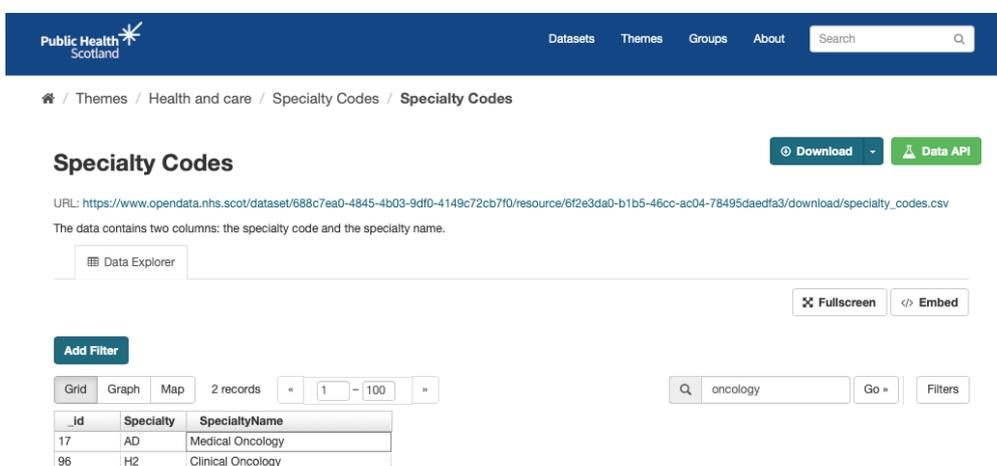 Public Health
Scotland
Datasets Themes Groups About Search
/ Themes / Health and care / Specialty Codes / Specialty Codes
Specialty Codes
Download Data API
URL: https://www.opendata.nhs.scot/dataset/688c7ea0-4845-4b03-9df0-4149c72cb7f0/resource/6f2e3da0-b1b5-46cc-ac04-78495daedfa3/download/specialty_codes.csv
The data contains two columns: the specialty code and the specialty name.
Data Explorer
Fullscreen </> Embed
Add Filter
Grid Graph Map 2 records « 1 – 100 » oncology Go » Filters
_id Specialty SpecialtyName
17 AD Medical Oncology
96 H2 Clinical Oncology